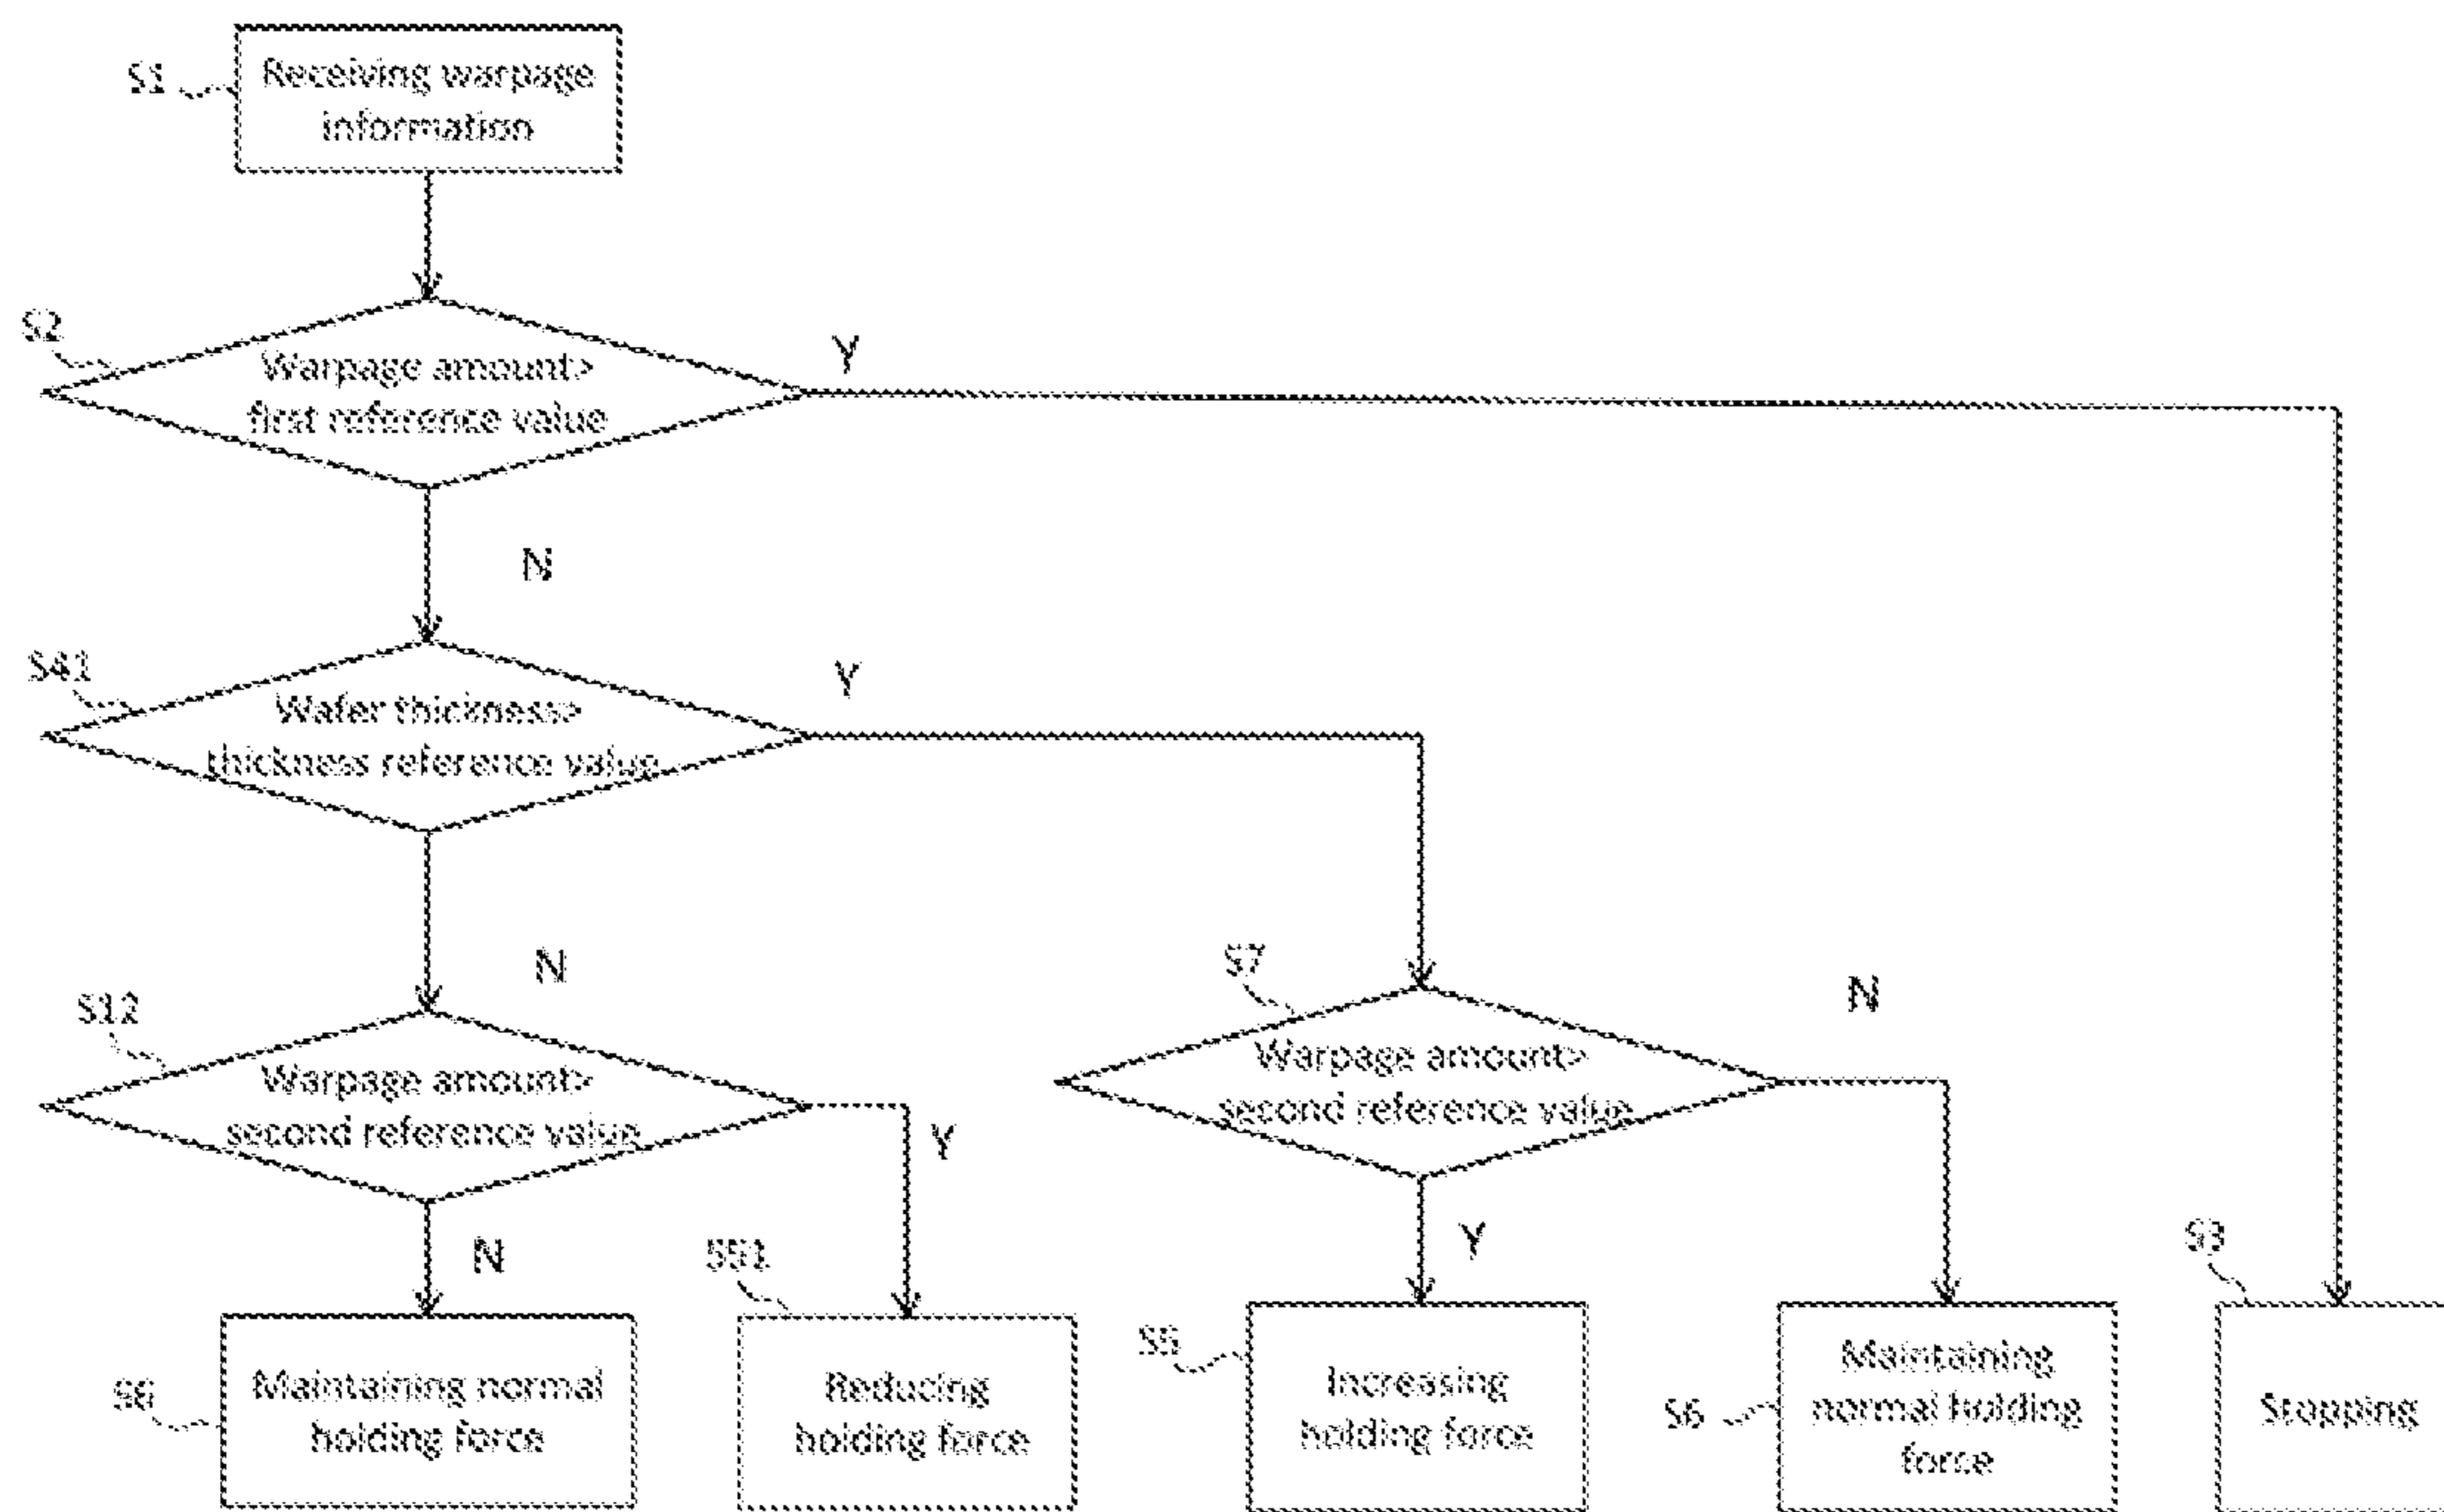 S1
Receiving warpage
information
S2
Warpage amount>
first reference value
Y
N
S41
Wafer thickness>
thickness reference value
Y
N
S12
Warpage amount>
second reference value
Y
N
S7
Warpage amount>
second reference value
N
Y
S6
Maintaining normal
holding force
S51
Reducing
holding force
S5
Increasing
holding force
S6
Maintaining
normal holding
force
S3
Stopping